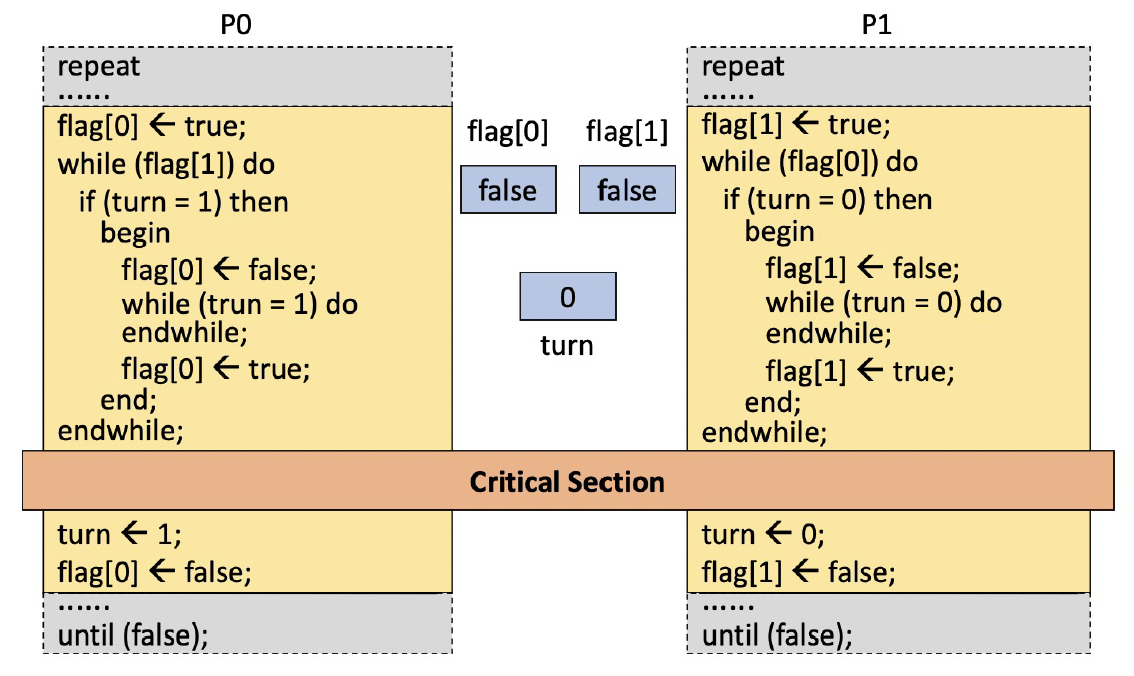 P0
repeat
......
flag[0] ← true;
while (flag[1]) do
if (turn = 1) then
begin
flag[0] ← false;
while (trun = 1) do
endwhile;
flag[0] ← true;
end;
endwhile;
flag[0] flag[1]
false false
0
turn
P1
repeat
......
flag[1] ← true;
while (flag[0]) do
if (turn = 0) then
begin
flag[1] ← false;
while (trun = 0) do
endwhile;
flag[1] ← true;
end;
endwhile;
Critical Section
turn ← 1;
flag[0] ← false;
......
until (false);
turn ← 0;
flag[1] ← false;
......
until (false);